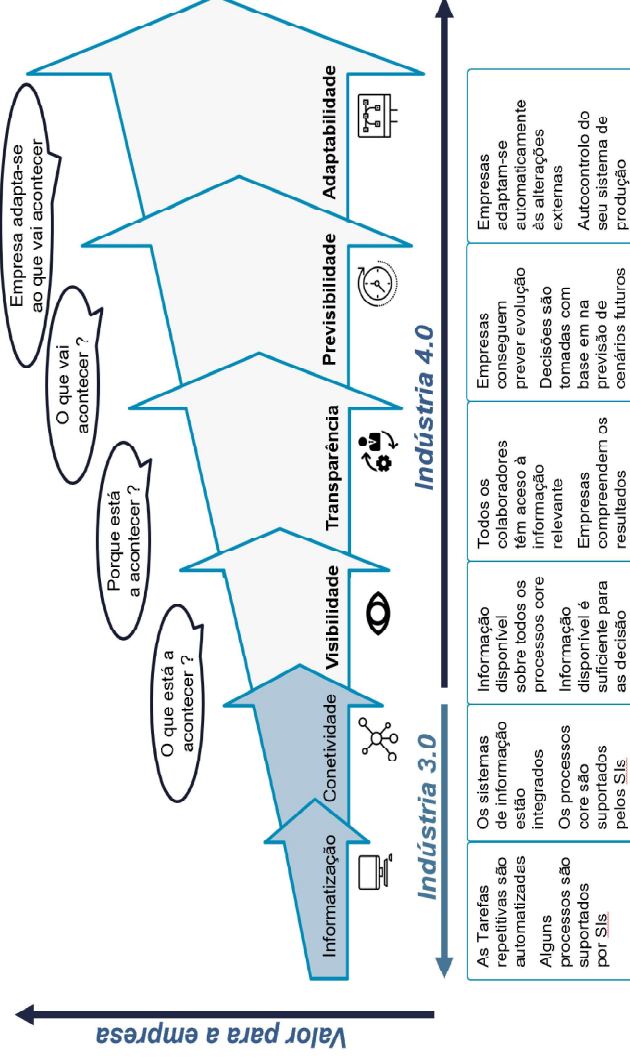 Empresa adapta-se
ao que vai acontecer
O que vai
acontecer ?
Porque está
a acontecer ?
O que está a
acontecer ?
Valor para a empresa
Informatização
Conetividade
Visibilidade
Transparência
Previsibilidade
Adaptabilidade
Indústria 3.0
Indústria 4.0
As Tarefas
repetitivas são
automatizadas
Alguns
processos são
suportados
por SIs
Os sistemas
de informação
estão
integrados
Os processos
core são
suportados
pelos SIs
Informação
disponível
sobre todos os
processos core
Informação
disponível é
suficiente para
as decisão
Todos os
colaboradores
têm aceso à
informação
relevante
Empresas
compreendem os
resultados
Empresas
conseguem
prever evolução
Decisões são
tomadas com
base em na
previsão de
cenários futuros
Empresas
adaptam-se
automaticamente
às alterações
externas
Autocontrolo do
seu sistema de
produção